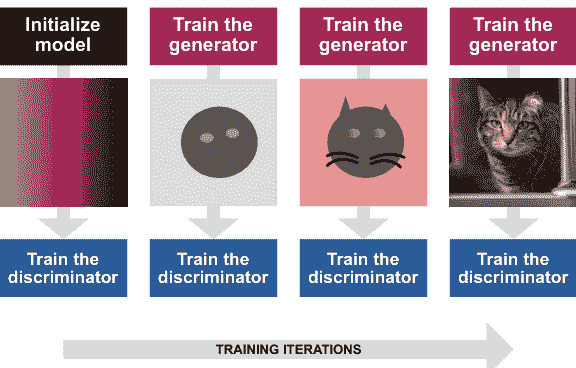 Initialize
model
Train the
generator
Train the
generator
Train the
generator
Train the
discriminator
Train the
discriminator
Train the
discriminator
Train the
discriminator
TRAINING ITERATIONS